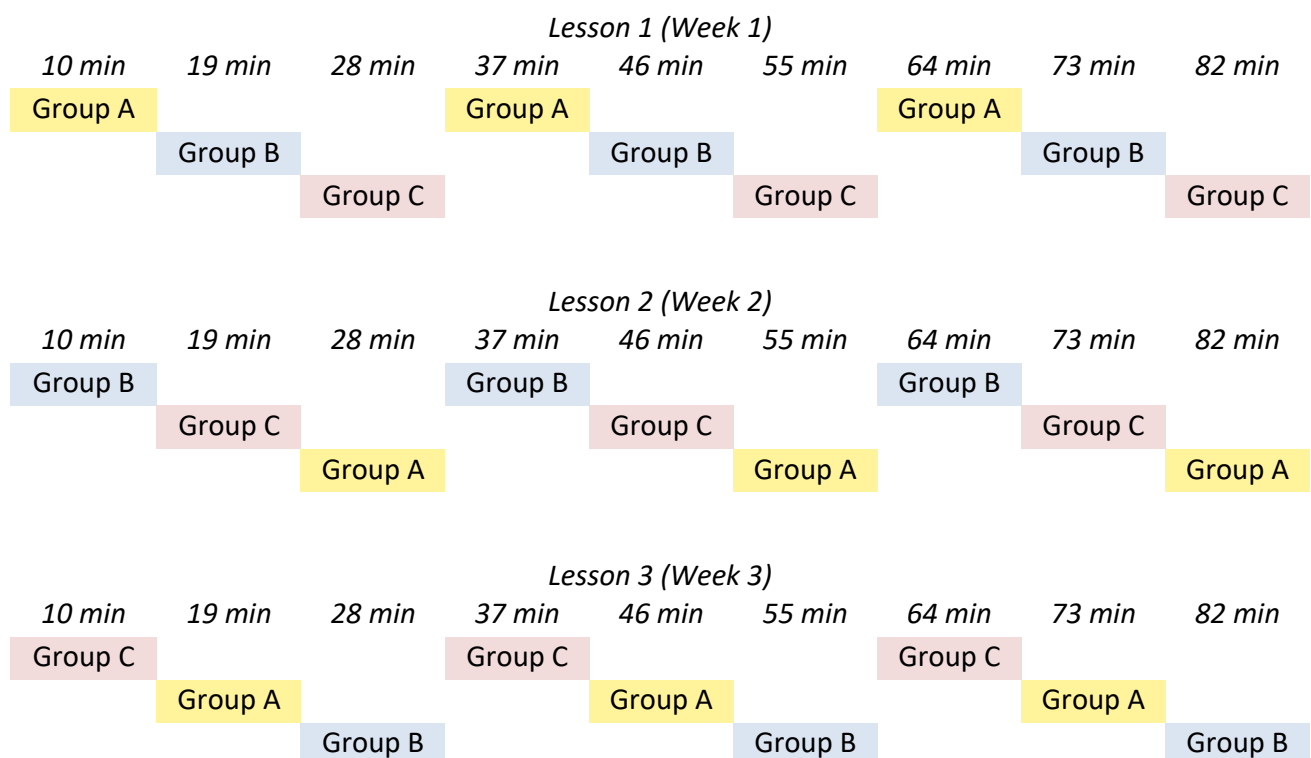 Lesson 1 (Week 1)
10 min 19 min 28 min 37 min 46 min 55 min 64 min 73 min 82 min
Group A Group A Group A
Group B Group B Group B
Group C Group C Group C
Lesson 2 (Week 2)
10 min 19 min 28 min 37 min 46 min 55 min 64 min 73 min 82 min
Group B Group B Group B
Group C Group C Group C
Group A Group A Group A
Lesson 3 (Week 3)
10 min 19 min 28 min 37 min 46 min 55 min 64 min 73 min 82 min
Group C Group C Group C
Group A Group A Group A
Group B Group B Group B